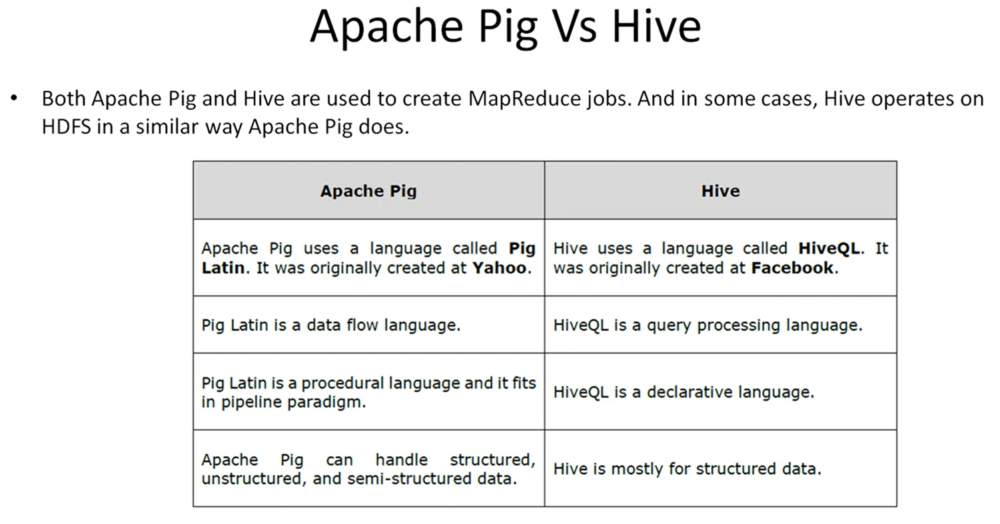 Apache Pig Vs Hive
• Both Apache Pig and Hive are used to create MapReduce jobs. And in some cases, Hive operates on
HDFS in a similar way Apache Pig does.
Apache Pig
Hive
Apache Pig uses a language called Pig
Latin. It was originally created at Yahoo.
Hive uses a language called HiveQL. It
was originally created at Facebook.
Pig Latin is a data flow language.
HiveQL is a query processing language.
Pig Latin is a procedural language and it fits
in pipeline paradigm.
HiveQL is a declarative language.
Apache Pig can handle structured,
unstructured, and semi-structured data.
Hive is mostly for structured data.